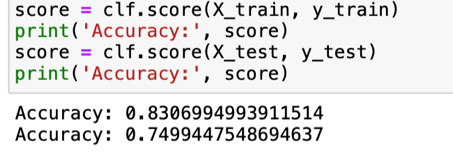 score = clf.score(X_train, y_train)
print('Accuracy:', score)
score = clf.score(X_test, y_test)
print('Accuracy:', score)
Accuracy: 0.8306994993911514
Accuracy: 0.7499447548694637